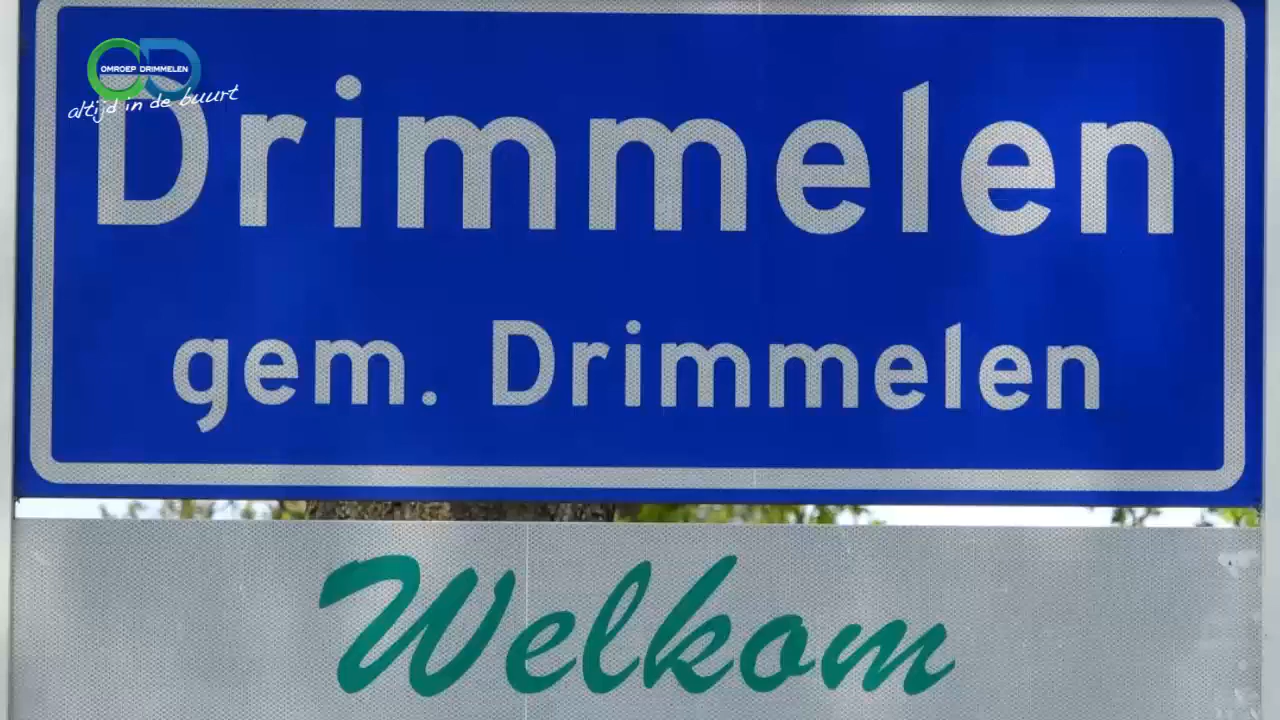 OMROEP DRIMMELEN
altijd in de buurt
Drimmelen
gem. Drimmelen
Welkom